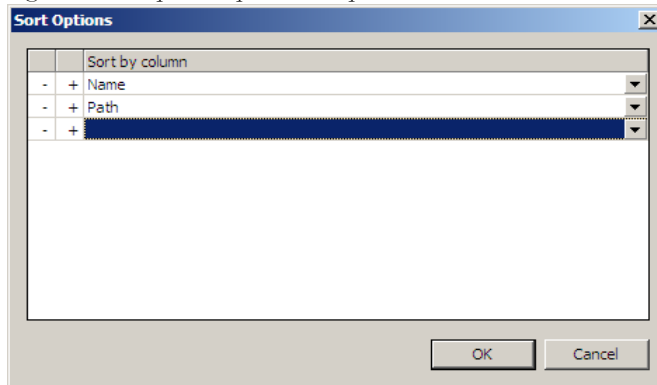 Sort Options
Sort by column
- + Name
- + Path
- +
OK Cancel